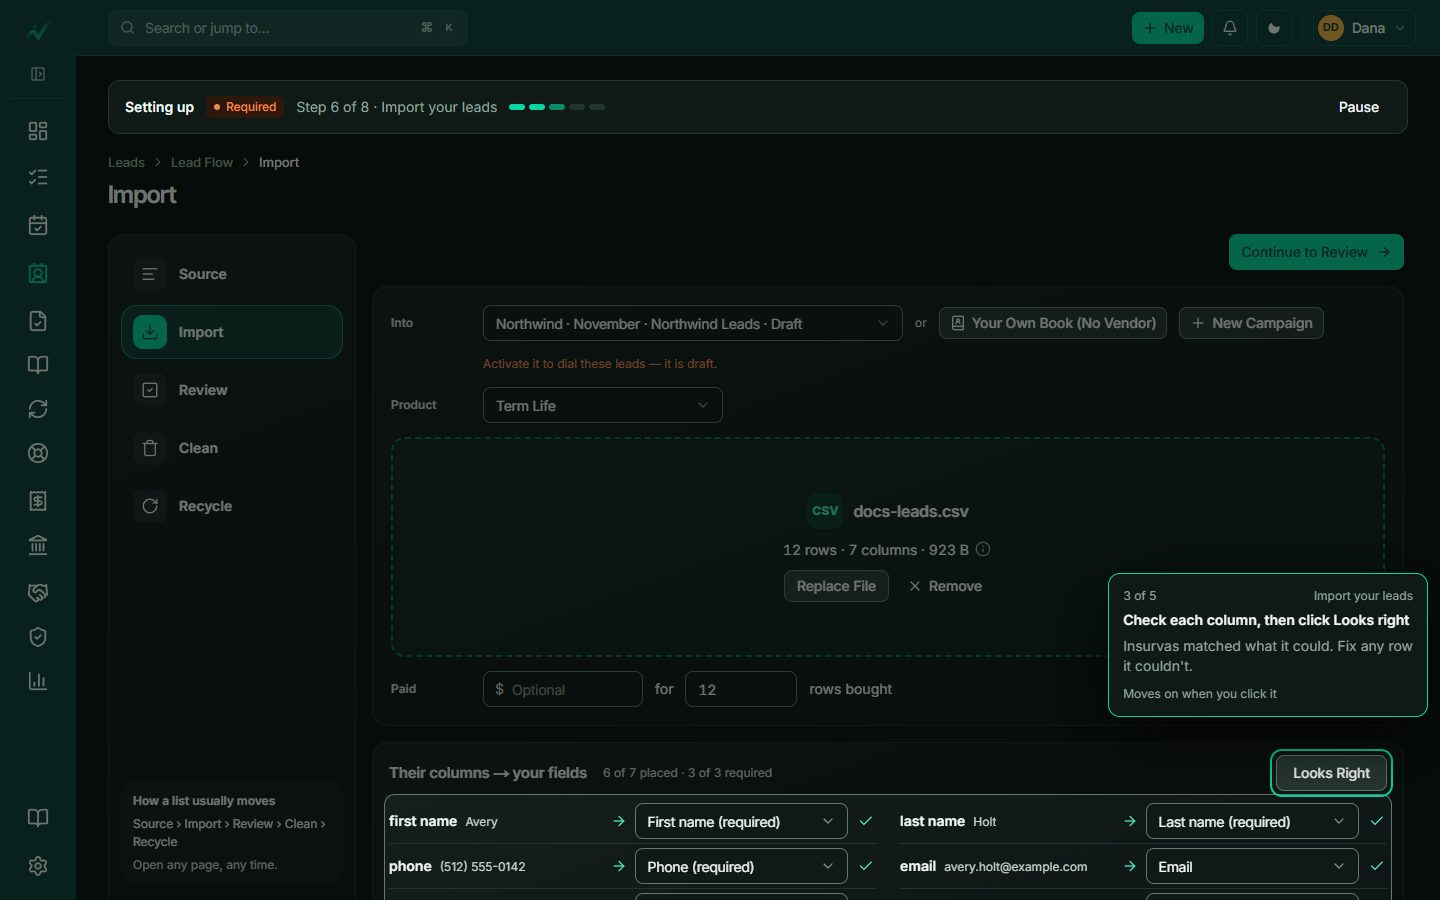 Search or jump to...
⌘ K
+ New
DD Dana
Setting up
Required
Step 6 of 8 · Import your leads
Pause
Leads > Lead Flow > Import
Import
Source
Import
Review
Clean
Recycle
How a list usually moves
Source › Import › Review › Clean ›
Recycle
Open any page, any time.
Continue to Review →
Into
Northwind · November · Northwind Leads · Draft
or
Your Own Book (No Vendor)
+ New Campaign
Activate it to dial these leads — it is draft.
Product
Term Life
CSV
docs-leads.csv
12 rows · 7 columns · 923 B
Replace File
× Remove
Paid
$ Optional
for
12
rows bought
3 of 5
Import your leads
Check each column, then click Looks right
Insurvas matched what it could. Fix any row
it couldn't.
Moves on when you click it
Their columns → your fields
6 of 7 placed · 3 of 3 required
Looks Right
first name Avery → First name (required)
last name Holt → Last name (required)
phone (512) 555-0142 → Phone (required)
email avery.holt@example.com → Email